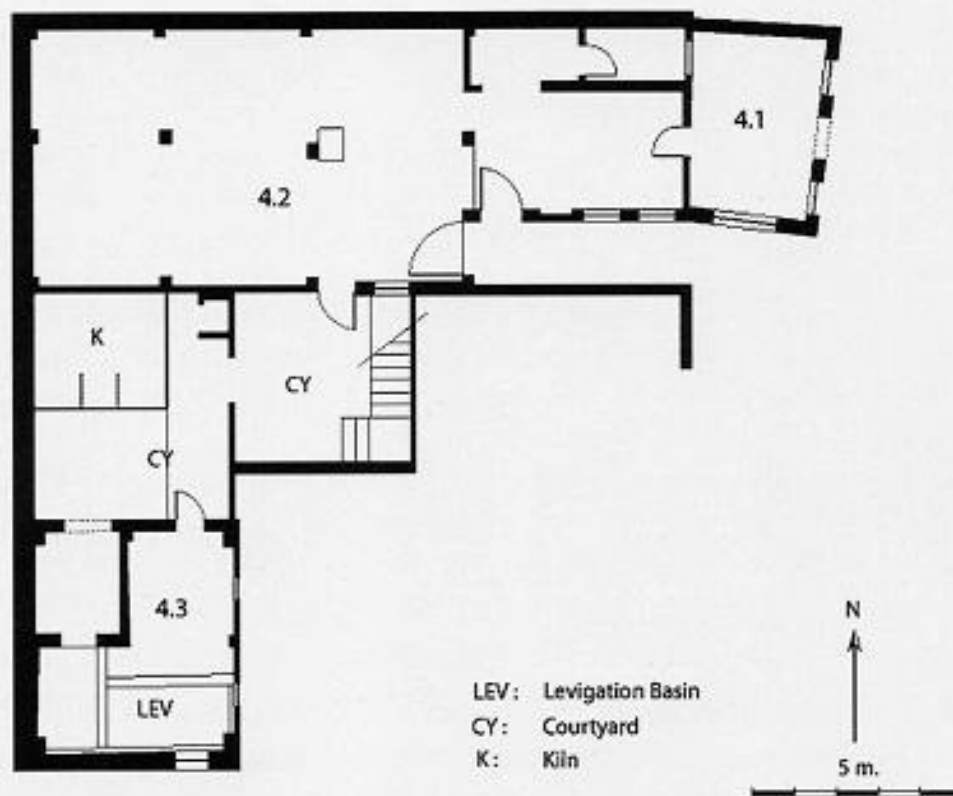 4.1
4.2
K
CY
CY
4.3
LEV
N
LEV: Levigation Basin
CY: Courtyard
K: Kiln
5 m.